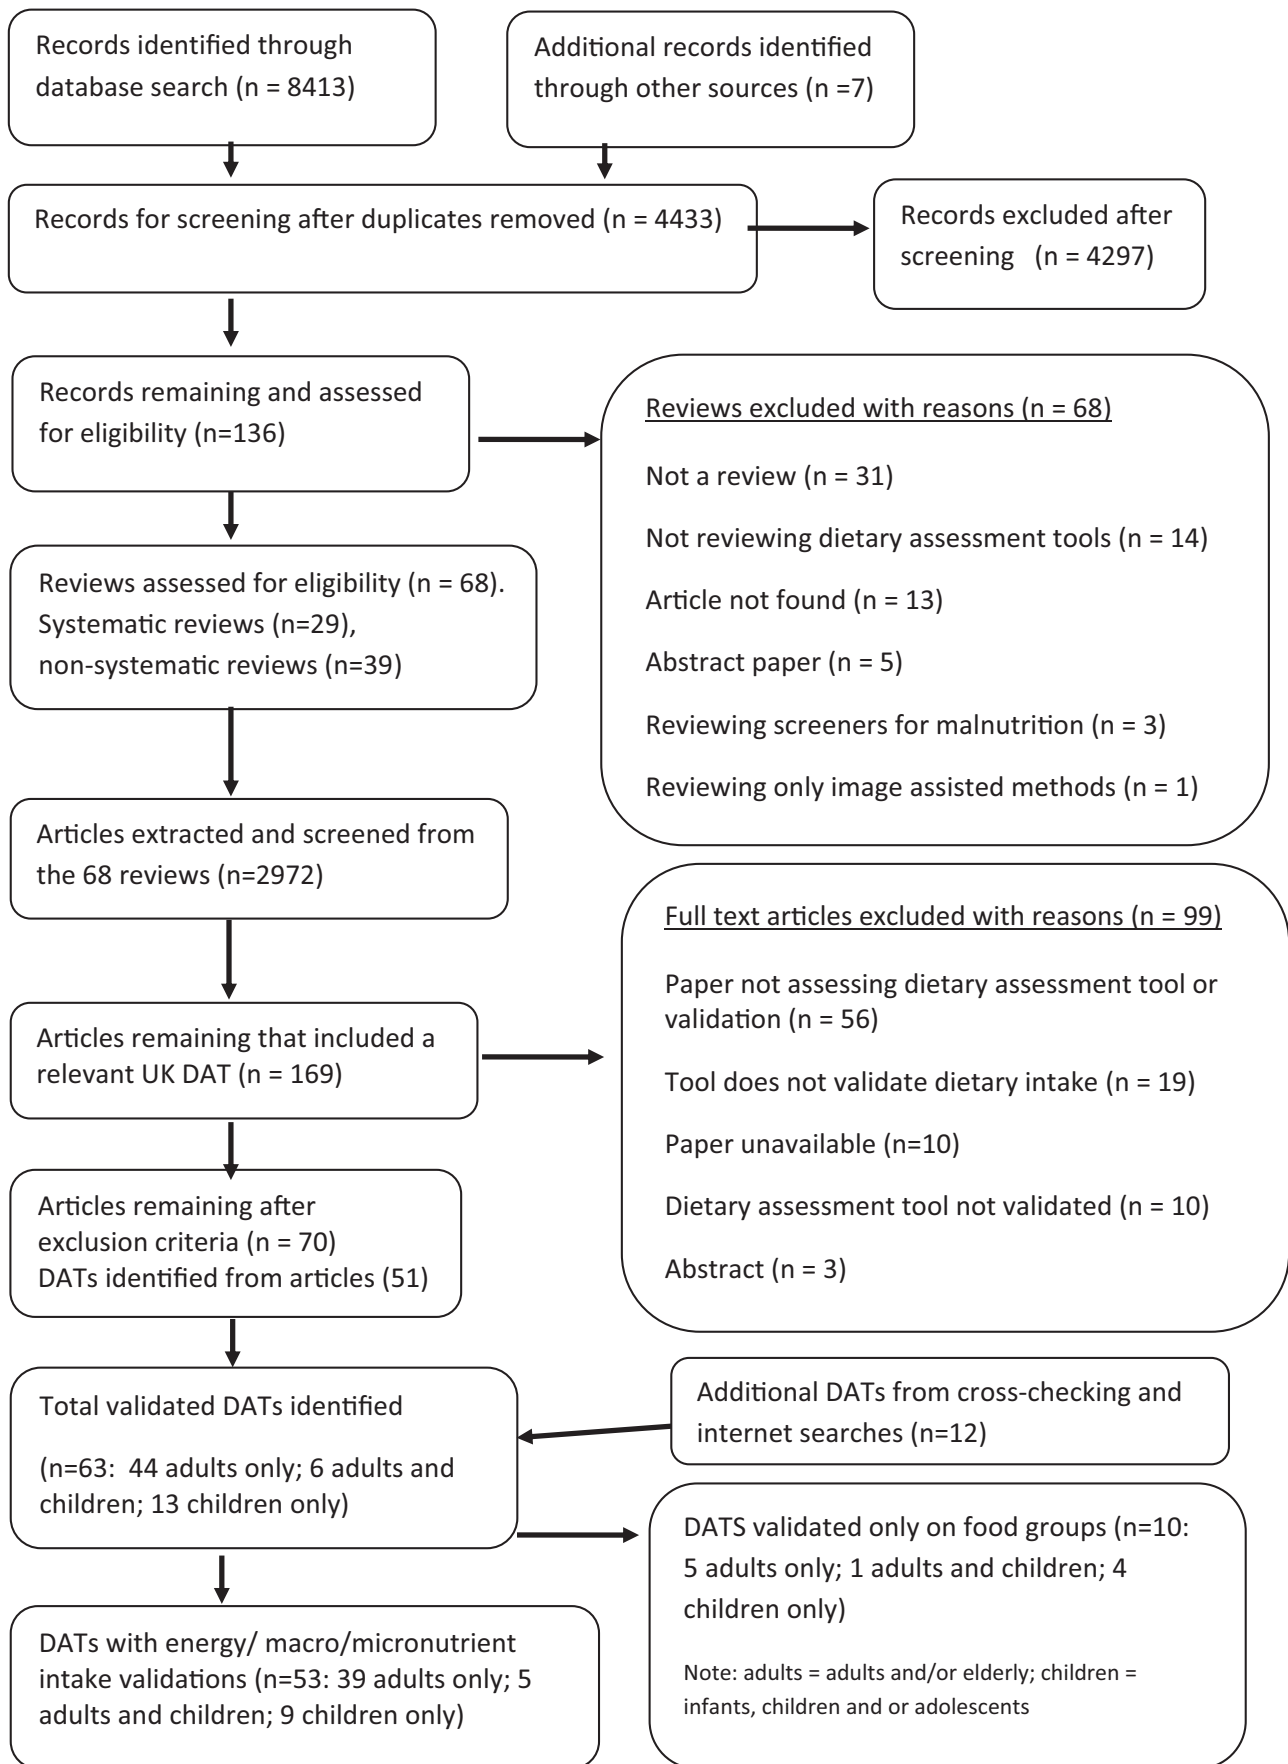 Records identified through
database search (n = 8413)
Additional records identified
through other sources (n =7)
Records for screening after duplicates removed (n = 4433)
Records excluded after
screening (n = 4297)
Records remaining and assessed
for eligibility (n=136)
Reviews excluded with reasons (n = 68)
Not a review (n = 31)
Not reviewing dietary assessment tools (n = 14)
Article not found (n = 13)
Abstract paper (n = 5)
Reviewing screeners for malnutrition (n = 3)
Reviewing only image assisted methods (n = 1)
Reviews assessed for eligibility (n = 68).
Systematic reviews (n=29),
non-systematic reviews (n=39)
Articles extracted and screened from
the 68 reviews (n=2972)
Full text articles excluded with reasons (n = 99)
Paper not assessing dietary assessment tool or
validation (n = 56)
Tool does not validate dietary intake (n = 19)
Paper unavailable (n=10)
Dietary assessment tool not validated (n = 10)
Abstract (n = 3)
Articles remaining that included a
relevant UK DAT (n = 169)
Articles remaining after
exclusion criteria (n = 70)
DATs identified from articles (51)
Total validated DATs identified
(n=63: 44 adults only; 6 adults and
children; 13 children only)
Additional DATs from cross-checking and
internet searches (n=12)
DATS validated only on food groups (n=10:
5 adults only; 1 adults and children; 4
children only)
Note: adults = adults and/or elderly; children =
infants, children and or adolescents
DATs with energy/ macro/micronutrient
intake validations (n=53: 39 adults only; 5
adults and children; 9 children only)